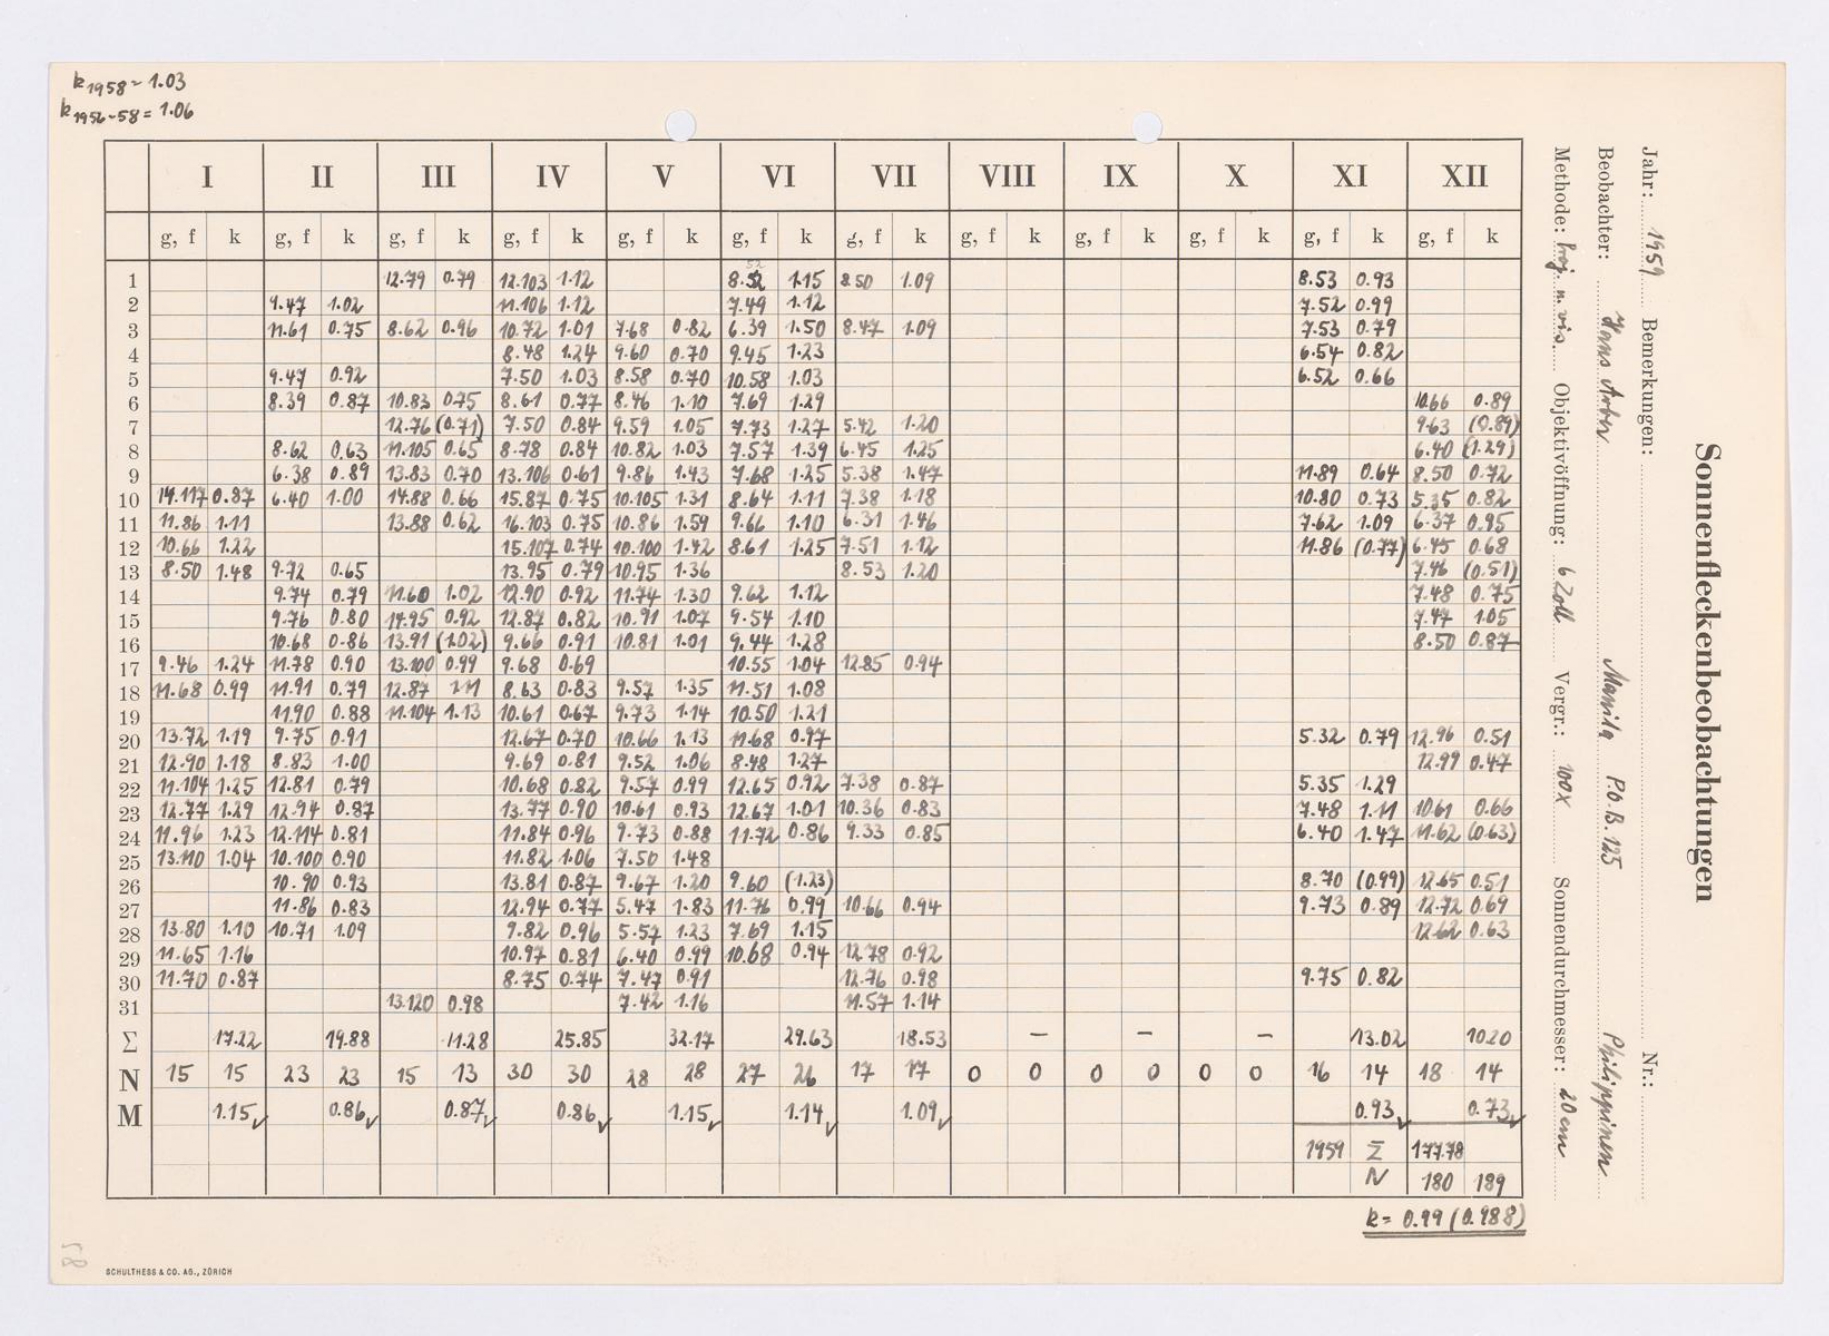 k1958 = 1.03
k1956-58 = 1.06
Sonnenfleckenbeobachtungen
Jahr: 1959 Bemerkungen: Nr.:
Beobachter: Hans Arber Manila P.O.B. 125 Philippinen
Methode: Proj. u. vis. Objektivöffnung: 6 Zoll Vergr.: 100x Sonnendurchmesser: 20 cm
I II III IV V VI VII VIII IX X XI XII
g, f k g, f k g, f k g, f k g, f k g, f k g, f k g, f k g, f k g, f k g, f k g, f k
1 12.79 0.79 12.103 1.12 8.52 1.15 8.50 1.09 8.53 0.93
2 9.47 1.02 11.106 1.12 7.49 1.12 7.52 0.99
3 11.61 0.75 8.62 0.96 10.72 1.01 7.68 0.82 6.39 1.50 8.47 1.09 7.53 0.79
4 8.48 1.24 9.60 0.70 9.45 1.23 6.54 0.82
5 9.47 0.92 7.50 1.03 8.58 0.70 10.58 1.03 6.52 0.66
6 8.39 0.87 10.83 0.75 8.61 0.77 8.46 1.10 7.69 1.29 10.66 0.89
7 12.76 (0.71) 7.50 0.84 9.59 1.05 7.73 1.27 5.42 1.20 9.63 (0.89)
8 8.62 0.63 11.105 0.65 8.78 0.84 10.82 1.03 7.57 1.39 6.45 1.25 6.40 (1.29)
9 6.38 0.89 13.83 0.70 13.106 0.61 9.86 1.43 7.68 1.25 5.38 1.47 11.89 0.64 8.50 0.72
10 14.117 0.87 6.40 1.00 14.88 0.66 15.87 0.75 10.105 1.31 8.64 1.11 7.38 1.18 10.80 0.73 5.35 0.82
11 11.86 1.11 13.88 0.62 16.103 0.75 10.86 1.59 9.66 1.10 6.31 1.46 7.62 1.09 6.37 0.95
12 10.66 1.22 15.107 0.74 10.100 1.42 8.61 1.25 7.51 1.12 11.86 (0.77) 6.45 0.68
13 8.50 1.48 9.72 0.65 13.95 0.79 10.95 1.36 8.53 1.20 7.46 (0.51)
14 9.74 0.79 11.60 1.02 12.90 0.92 11.74 1.30 9.62 1.12 7.48 0.75
15 9.76 0.80 14.95 0.92 12.87 0.82 10.91 1.07 9.54 1.10 7.47 1.05
16 10.68 0.86 13.91 (1.02) 9.66 0.91 10.81 1.01 9.44 1.28 8.50 0.87
17 9.46 1.24 11.78 0.90 13.100 0.99 9.68 0.69 10.55 1.04 12.85 0.94
18 11.68 0.99 11.91 0.79 12.87 1.11 8.63 0.83 9.57 1.35 11.51 1.08
19 11.90 0.88 11.104 1.13 10.61 0.67 9.73 1.14 10.50 1.21
20 13.72 1.19 9.75 0.91 12.67 0.70 10.66 1.13 11.68 0.97 5.32 0.79 12.96 0.51
21 12.90 1.18 8.83 1.00 9.69 0.81 9.52 1.06 8.48 1.27 12.99 0.47
22 11.104 1.25 12.81 0.79 10.68 0.82 9.57 0.99 12.65 0.92 7.38 0.87 5.35 1.29
23 12.77 1.29 12.94 0.87 13.77 0.90 10.61 0.93 12.67 1.01 10.36 0.83 7.48 1.11 10.61 0.66
24 11.96 1.23 12.114 0.81 11.84 0.96 9.73 0.88 11.72 0.86 9.33 0.85 6.40 1.47 11.62 (0.63)
25 13.110 1.04 10.100 0.90 11.82 1.06 7.50 1.48
26 10.90 0.93 13.81 0.87 9.67 1.20 9.60 (1.23) 8.70 (0.99) 12.65 0.51
27 11.86 0.83 12.94 0.77 5.47 1.83 11.76 0.99 10.66 0.94 9.73 0.89 12.72 0.69
28 13.80 1.10 10.71 1.09 9.82 0.96 5.57 1.23 7.69 1.15 12.62 0.63
29 11.65 1.16 10.97 0.81 6.40 0.99 10.68 0.94 12.78 0.92
30 11.70 0.87 8.75 0.74 7.47 0.91 12.76 0.98 9.75 0.82
31 13.120 0.98 7.42 1.16 11.57 1.14
Σ 17.22 19.88 11.28 25.85 32.17 29.63 18.53 – – – 13.02 10.20
N 15 15 23 23 15 13 30 30 28 28 27 26 17 17 0 0 0 0 0 0 16 14 18 14
M 1.15 0.86 0.87 0.86 1.15 1.14 1.09 0.93 0.73
1959 Σ 177.78
N 180 189
k = 0.99 (0.988)
58
SCHULTHESS & CO. AG., ZÜRICH